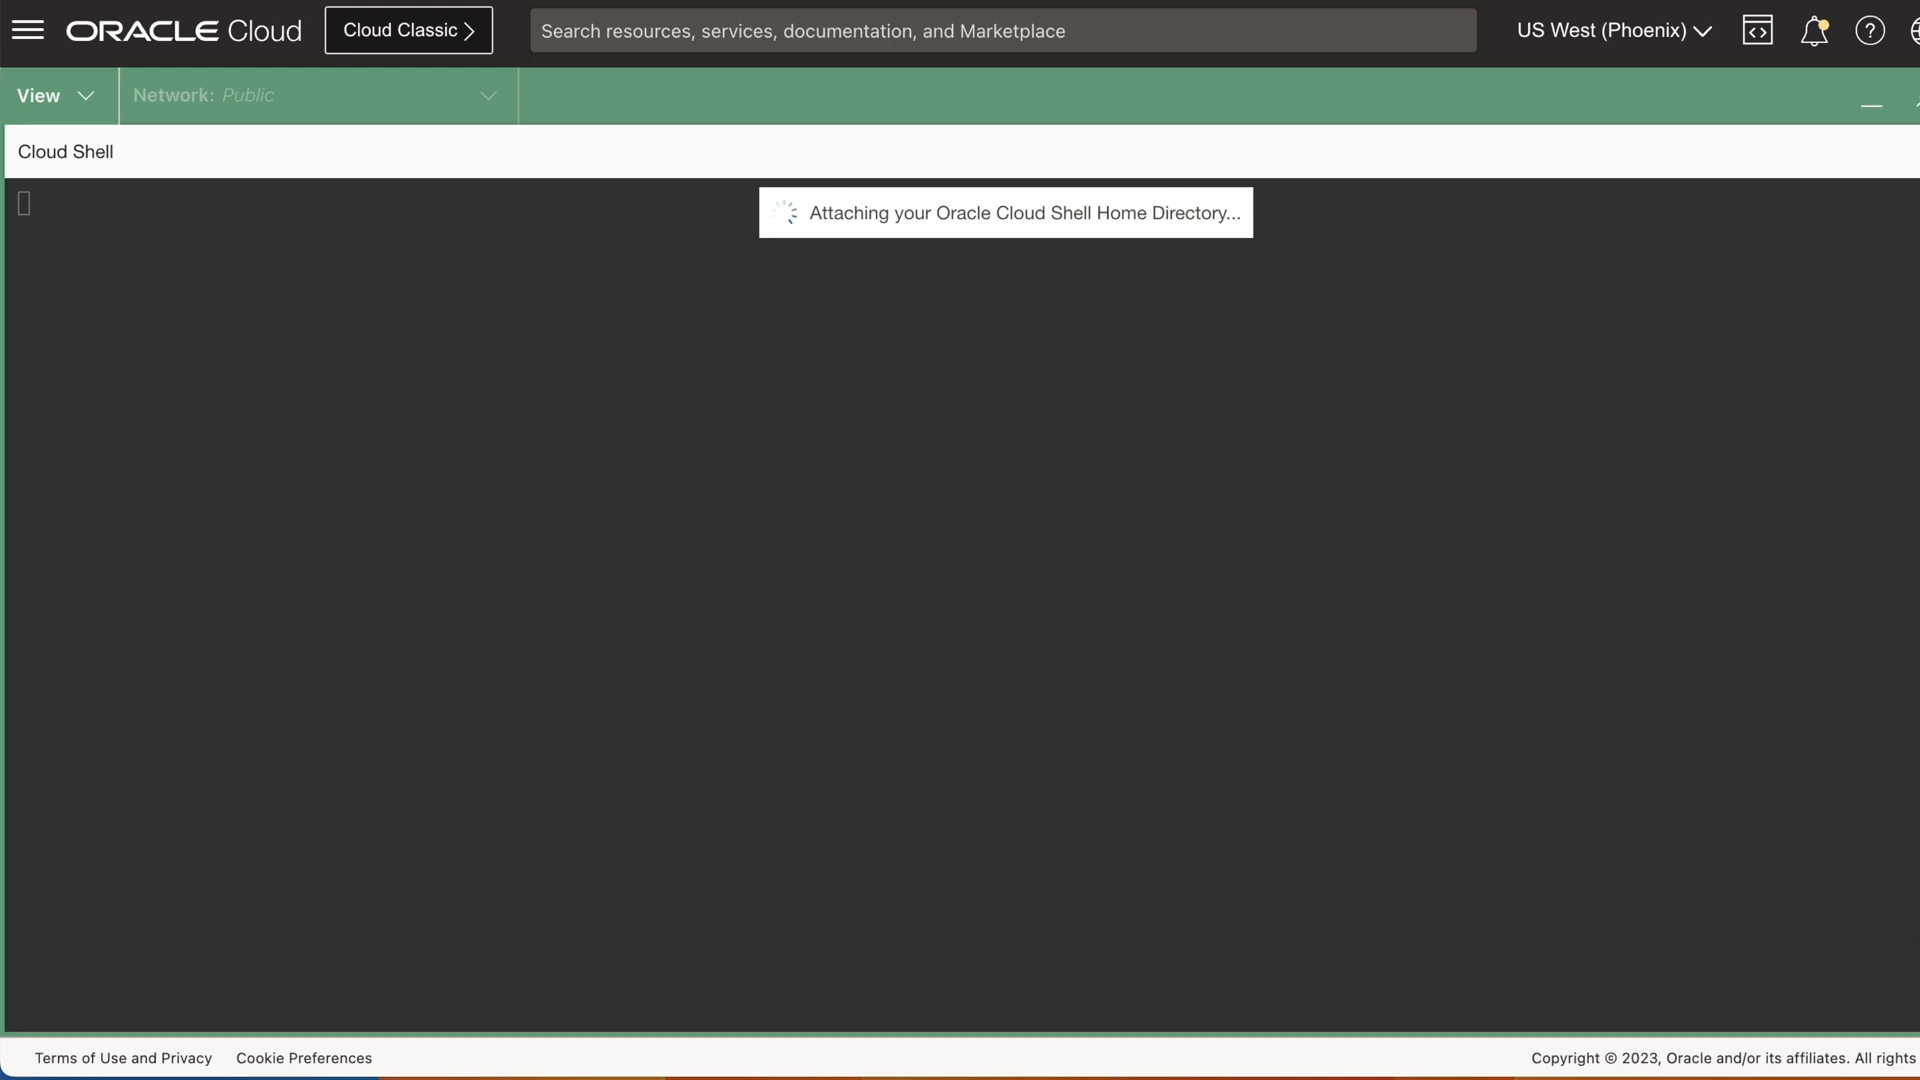 ORACLE Cloud
Cloud Classic
Search resources, services, documentation, and Marketplace
US West (Phoenix)
View
Network: Public
Cloud Shell
Attaching your Oracle Cloud Shell Home Directory...
Terms of Use and Privacy
Cookie Preferences
Copyright © 2023, Oracle and/or its affiliates. All rights